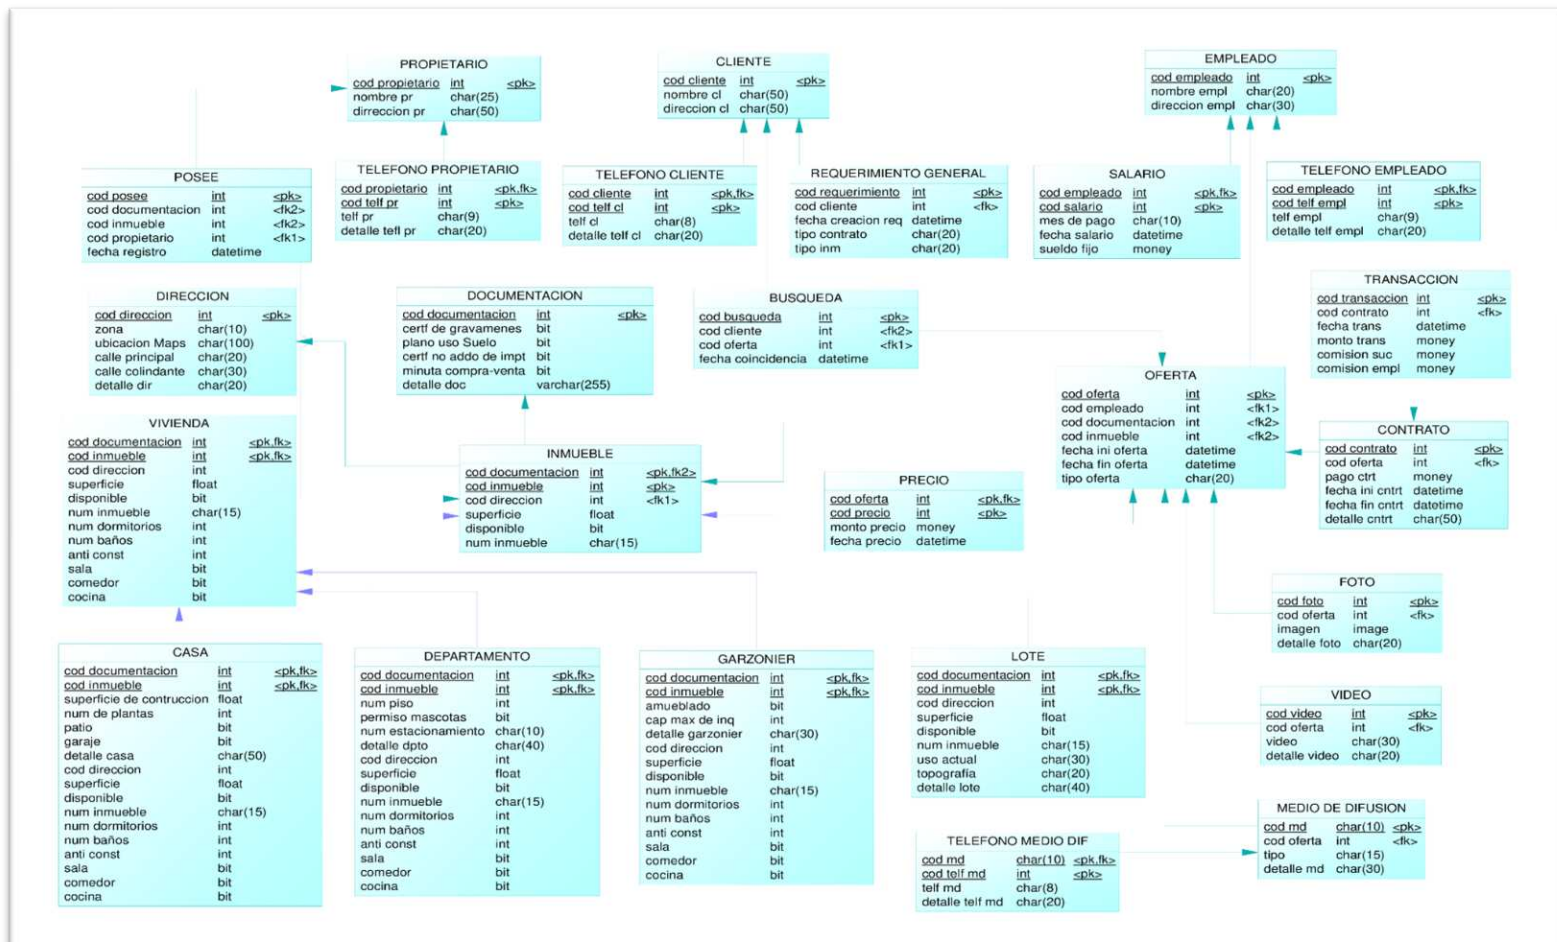 PROPIETARIO
cod propietario int <pk>
nombre pr char(25)
dirreccion pr char(50)
CLIENTE
cod cliente int <pk>
nombre cl char(50)
direccion cl char(50)
EMPLEADO
cod empleado int <pk>
nombre empl char(20)
direccion empl char(30)
POSEE
cod posee int <pk>
cod documentacion int <fk2>
cod inmueble int <fk2>
cod propietario int <fk1>
fecha registro datetime
TELEFONO PROPIETARIO
cod propietario int <pk,fk>
cod telf pr int <pk>
telf pr char(9)
detalle telf pr char(20)
TELEFONO CLIENTE
cod cliente int <pk,fk>
cod telf cl int <pk>
telf cl char(8)
detalle telf cl char(20)
REQUERIMIENTO GENERAL
cod requerimiento int <pk>
cod cliente int <fk>
fecha creacion req datetime
tipo contrato char(20)
tipo inm char(20)
SALARIO
cod empleado int <pk,fk>
cod salario int <pk>
mes de pago char(10)
fecha salario datetime
sueldo fijo money
TELEFONO EMPLEADO
cod empleado int <pk,fk>
cod telf empl int <pk>
telf empl char(9)
detalle telf empl char(20)
DIRECCION
cod direccion int <pk>
zona char(10)
ubicacion Maps char(100)
calle principal char(20)
calle colindante char(30)
detalle dir char(20)
DOCUMENTACION
cod documentacion int <pk>
certf de gravamenes bit
plano uso Suelo bit
certf no addo de impt bit
minuta compra-venta bit
detalle doc varchar(255)
BUSQUEDA
cod busqueda int <pk>
cod cliente int <fk2>
cod oferta int <fk1>
fecha coincidencia datetime
TRANSACCION
cod transaccion int <pk>
cod contrato int <fk>
fecha trans datetime
monto trans money
comision suc money
comision empl money
OFERTA
cod oferta int <pk>
cod empleado int <fk1>
cod documentacion int <fk2>
cod inmueble int <fk2>
fecha ini oferta datetime
fecha fin oferta datetime
tipo oferta char(20)
CONTRATO
cod contrato int <pk>
cod oferta int <fk>
pago ctrt money
fecha ini cntrt datetime
fecha fin cntrt datetime
detalle cntrt char(50)
VIVIENDA
cod documentacion int <pk,fk>
cod inmueble int <pk,fk>
cod direccion int
superficie float
disponible bit
num inmueble char(15)
num dormitorios int
num baños int
anti const int
sala bit
comedor bit
cocina bit
INMUEBLE
cod documentacion int <pk,fk2>
cod inmueble int <pk>
cod direccion int <fk1>
superficie float
disponible bit
num inmueble char(15)
PRECIO
cod oferta int <pk,fk>
cod precio int <pk>
monto precio money
fecha precio datetime
FOTO
cod foto int <pk>
cod oferta int <fk>
imagen image
detalle foto char(20)
CASA
cod documentacion int <pk,fk>
cod inmueble int <pk,fk>
superficie de contruccion float
num de plantas int
patio bit
garaje bit
detalle casa char(50)
cod direccion int
superficie float
disponible bit
num inmueble char(15)
num dormitorios int
num baños int
anti const int
sala bit
comedor bit
cocina bit
DEPARTAMENTO
cod documentacion int <pk,fk>
cod inmueble int <pk,fk>
num piso int
permiso mascotas bit
num estacionamiento char(10)
detalle dpto char(40)
cod direccion int
superficie float
disponible bit
num inmueble char(15)
num dormitorios int
num baños int
anti const int
sala bit
comedor bit
cocina bit
GARZONIER
cod documentacion int <pk,fk>
cod inmueble int <pk,fk>
amueblado bit
cap max de inq int
detalle garzonier char(30)
cod direccion int
superficie float
disponible bit
num inmueble char(15)
num dormitorios int
num baños int
anti const int
sala bit
comedor bit
cocina bit
LOTE
cod documentacion int <pk,fk>
cod inmueble int <pk,fk>
cod direccion int
superficie float
disponible bit
num inmueble char(15)
uso actual char(30)
topografia char(20)
detalle lote char(40)
VIDEO
cod video int <pk>
cod oferta int <fk>
video char(30)
detalle video char(20)
MEDIO DE DIFUSION
cod md char(10) <pk>
cod oferta int <fk>
tipo char(15)
detalle md char(30)
TELEFONO MEDIO DIF
cod md char(10) <pk,fk>
cod telf md int <pk>
telf md char(8)
detalle telf md char(20)